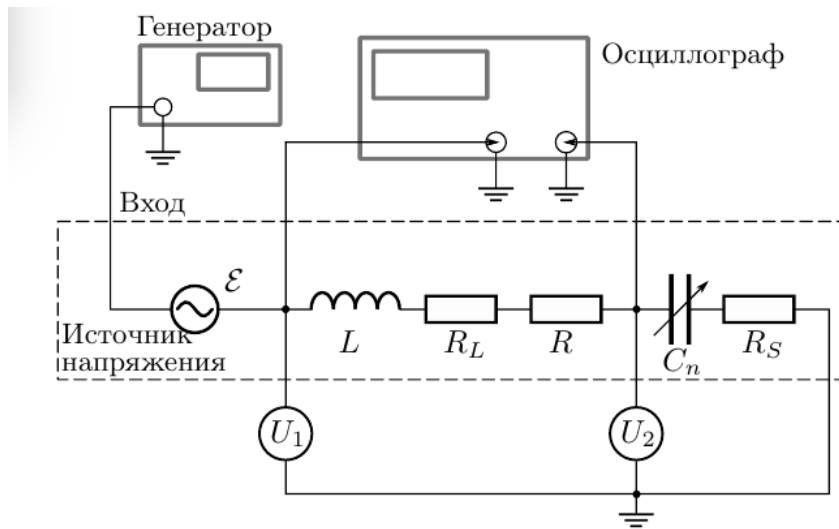 Генератор
Осциллограф
Вход
ℰ
Источник
напряжения
L
R_L
R
C_n
R_S
U_1
U_2